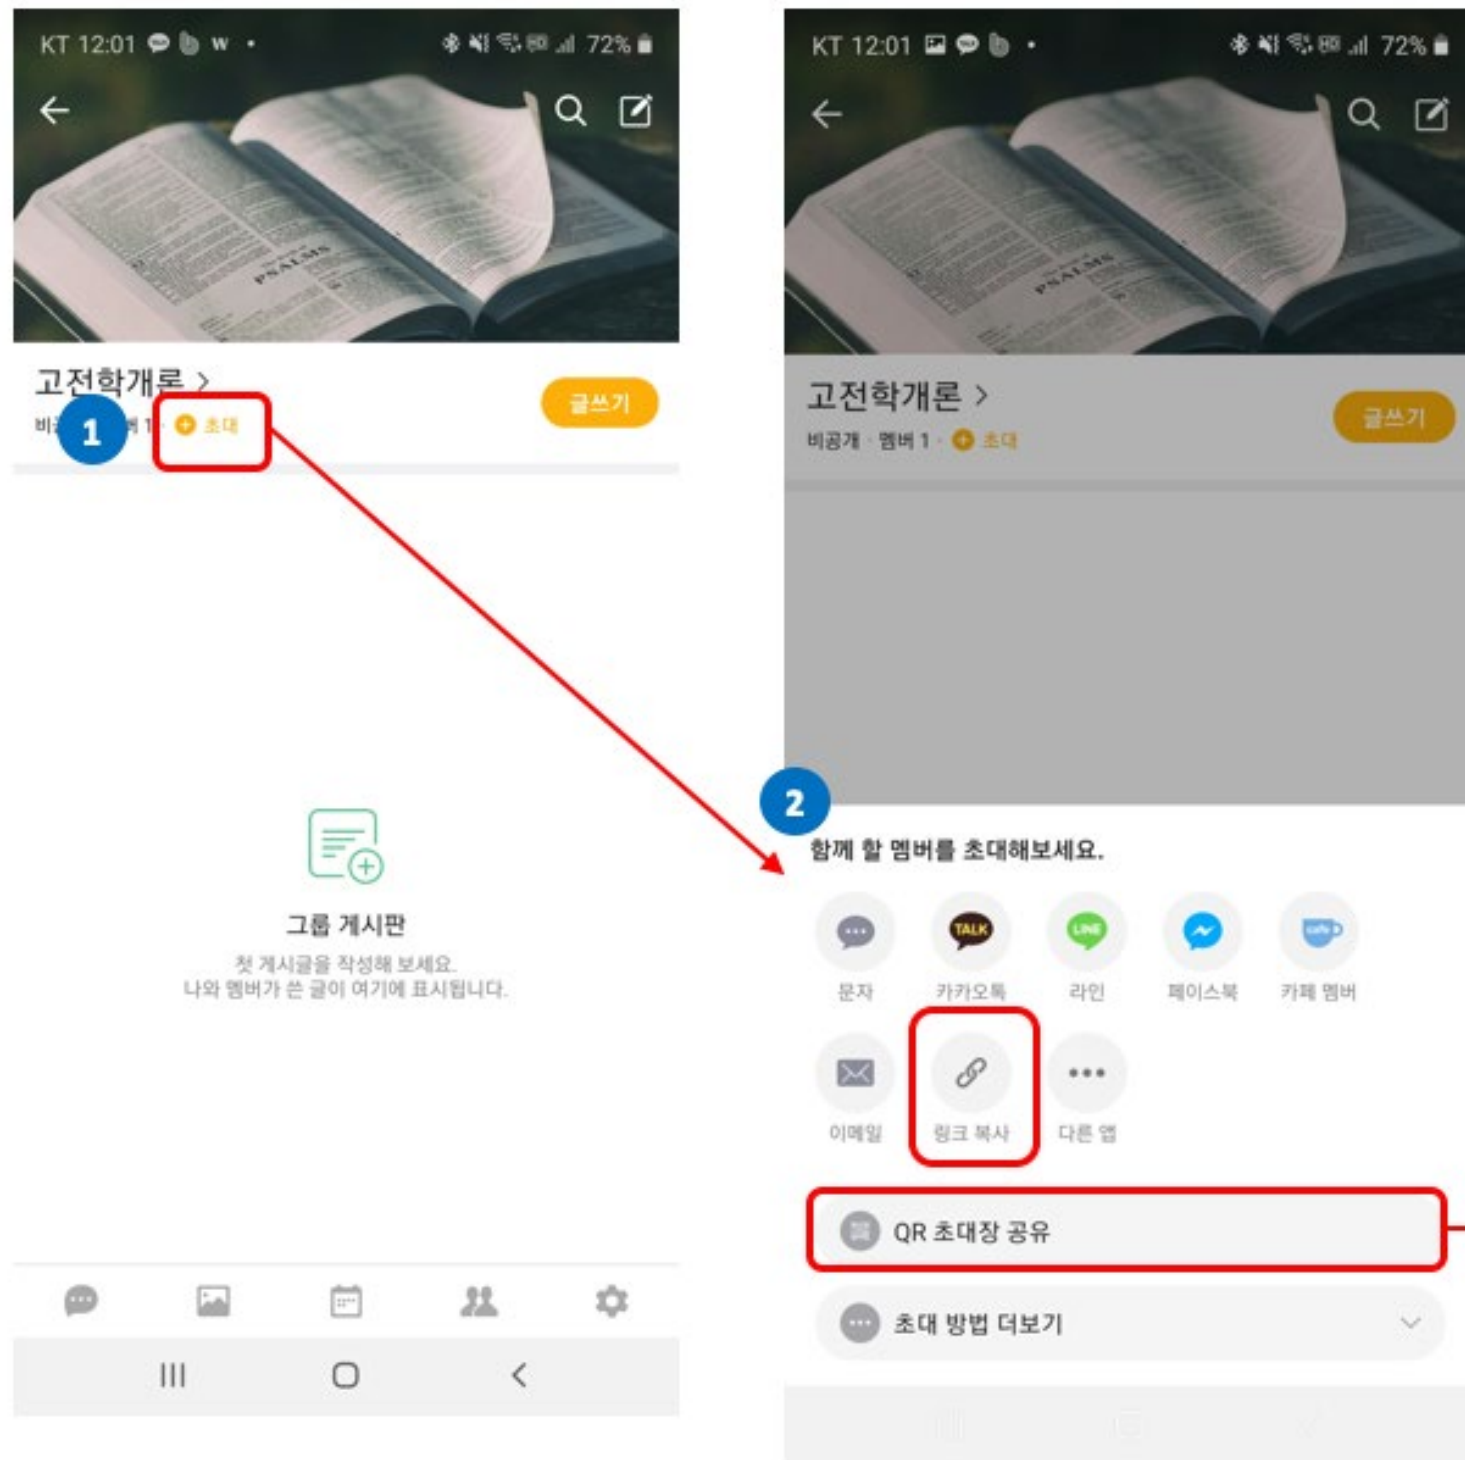 KT 12:01 W
72%
PSALMS
고전학개론 >
1
초대
글쓰기
그룹 게시판
첫 게시글을 작성해 보세요.
나와 멤버가 쓴 글이 여기에 표시됩니다.
KT 12:01
72%
PSALMS
고전학개론 >
비공개 · 멤버 1 · 초대
글쓰기
2
함께 할 멤버를 초대해보세요.
TALK LINE cafe
문자 카카오톡 라인 페이스북 카페 멤버
이메일 링크 복사 다른 앱
QR 초대장 공유
초대 방법 더보기